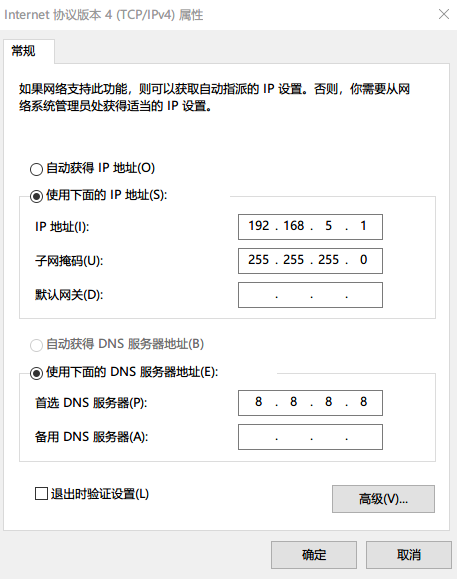 Internet 协议版本 4 (TCP/IPv4) 属性
常规
如果网络支持此功能，则可以获取自动指派的 IP 设置。否则，你需要从网
络系统管理员处获得适当的 IP 设置。
自动获得 IP 地址(O)
使用下面的 IP 地址(S):
IP 地址(I): 192 . 168 . 5 . 1
子网掩码(U): 255 . 255 . 255 . 0
默认网关(D): . . .
自动获得 DNS 服务器地址(B)
使用下面的 DNS 服务器地址(E):
首选 DNS 服务器(P): 8 . 8 . 8 . 8
备用 DNS 服务器(A): . . .
退出时验证设置(L)
高级(V)...
确定 取消